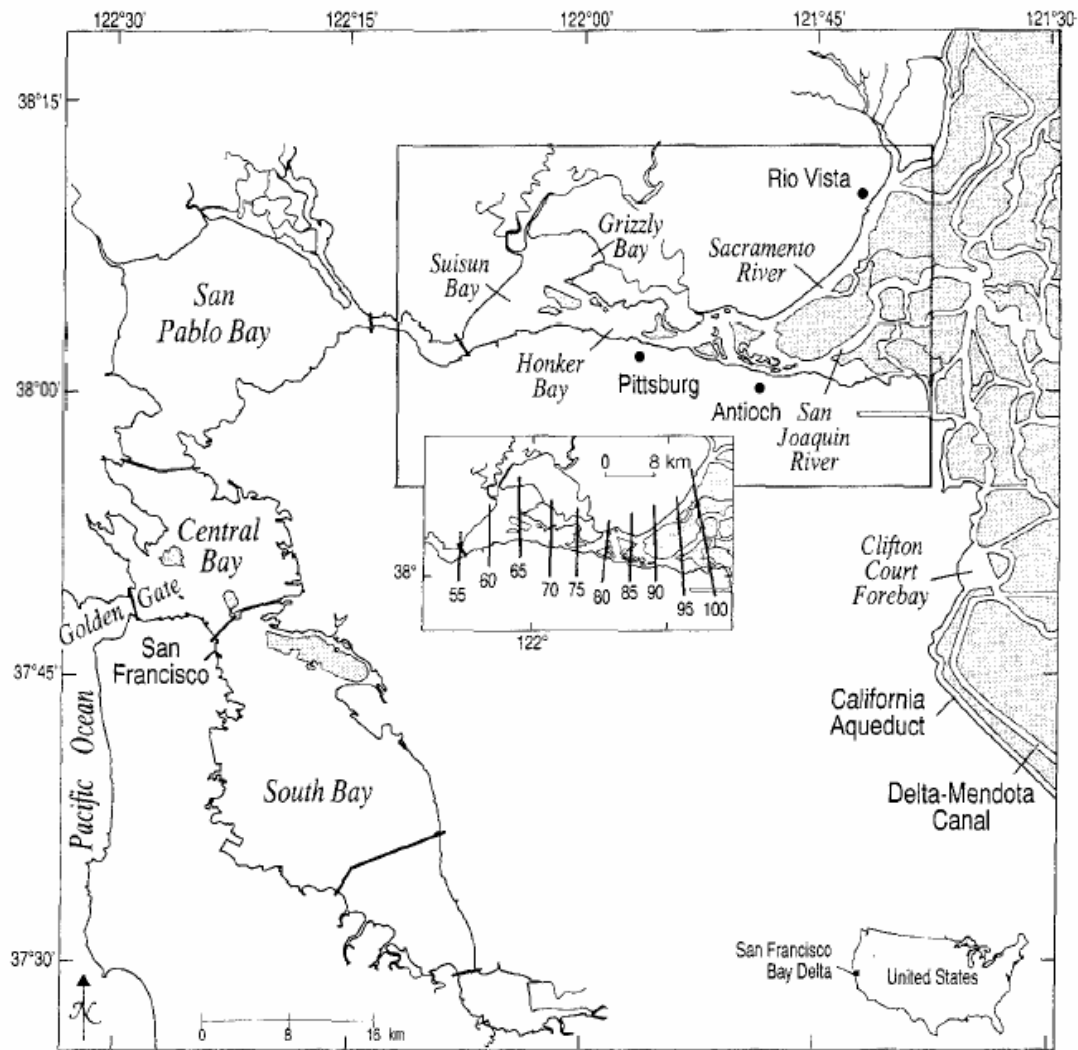 122°30'
122°15'
122°00'
121°45'
121°30'
38°15'
38°00'
37°45'
37°30'
Rio Vista
Grizzly
Bay
Suisun
Bay
Sacramento
River
San
Pablo Bay
Honker
Bay
Pittsburg
Antioch
San
Joaquin
River
0 8 km
38°
55
60
65
70
75
80
85
90
95
100
122°
Central
Bay
Clifton
Court
Forebay
Golden Gate
San
Francisco
California
Aqueduct
Pacific Ocean
South Bay
Delta-Mendota
Canal
San Francisco
Bay Delta
United States
N
0 8 16 km